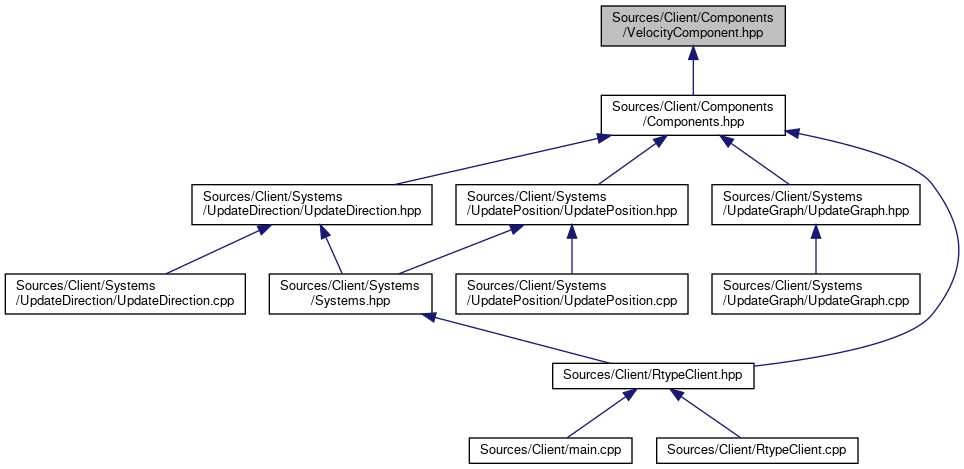 Sources/Client/Components
/VelocityComponent.hpp
Sources/Client/Components
/Components.hpp
Sources/Client/Systems
/UpdateDirection/UpdateDirection.hpp
Sources/Client/Systems
/UpdatePosition/UpdatePosition.hpp
Sources/Client/Systems
/UpdateGraph/UpdateGraph.hpp
Sources/Client/Systems
/UpdateDirection/UpdateDirection.cpp
Sources/Client/Systems
/Systems.hpp
Sources/Client/Systems
/UpdatePosition/UpdatePosition.cpp
Sources/Client/Systems
/UpdateGraph/UpdateGraph.cpp
Sources/Client/RtypeClient.hpp
Sources/Client/main.cpp
Sources/Client/RtypeClient.cpp